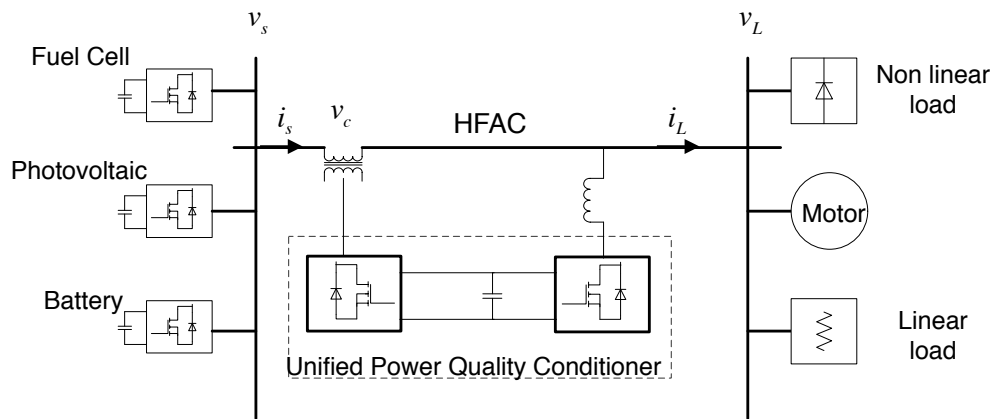 v_s
v_L
Fuel Cell
Non linear
load
i_s
v_c
HFAC
i_L
Photovoltaic
Motor
Battery
Linear
load
Unified Power Quality Conditioner